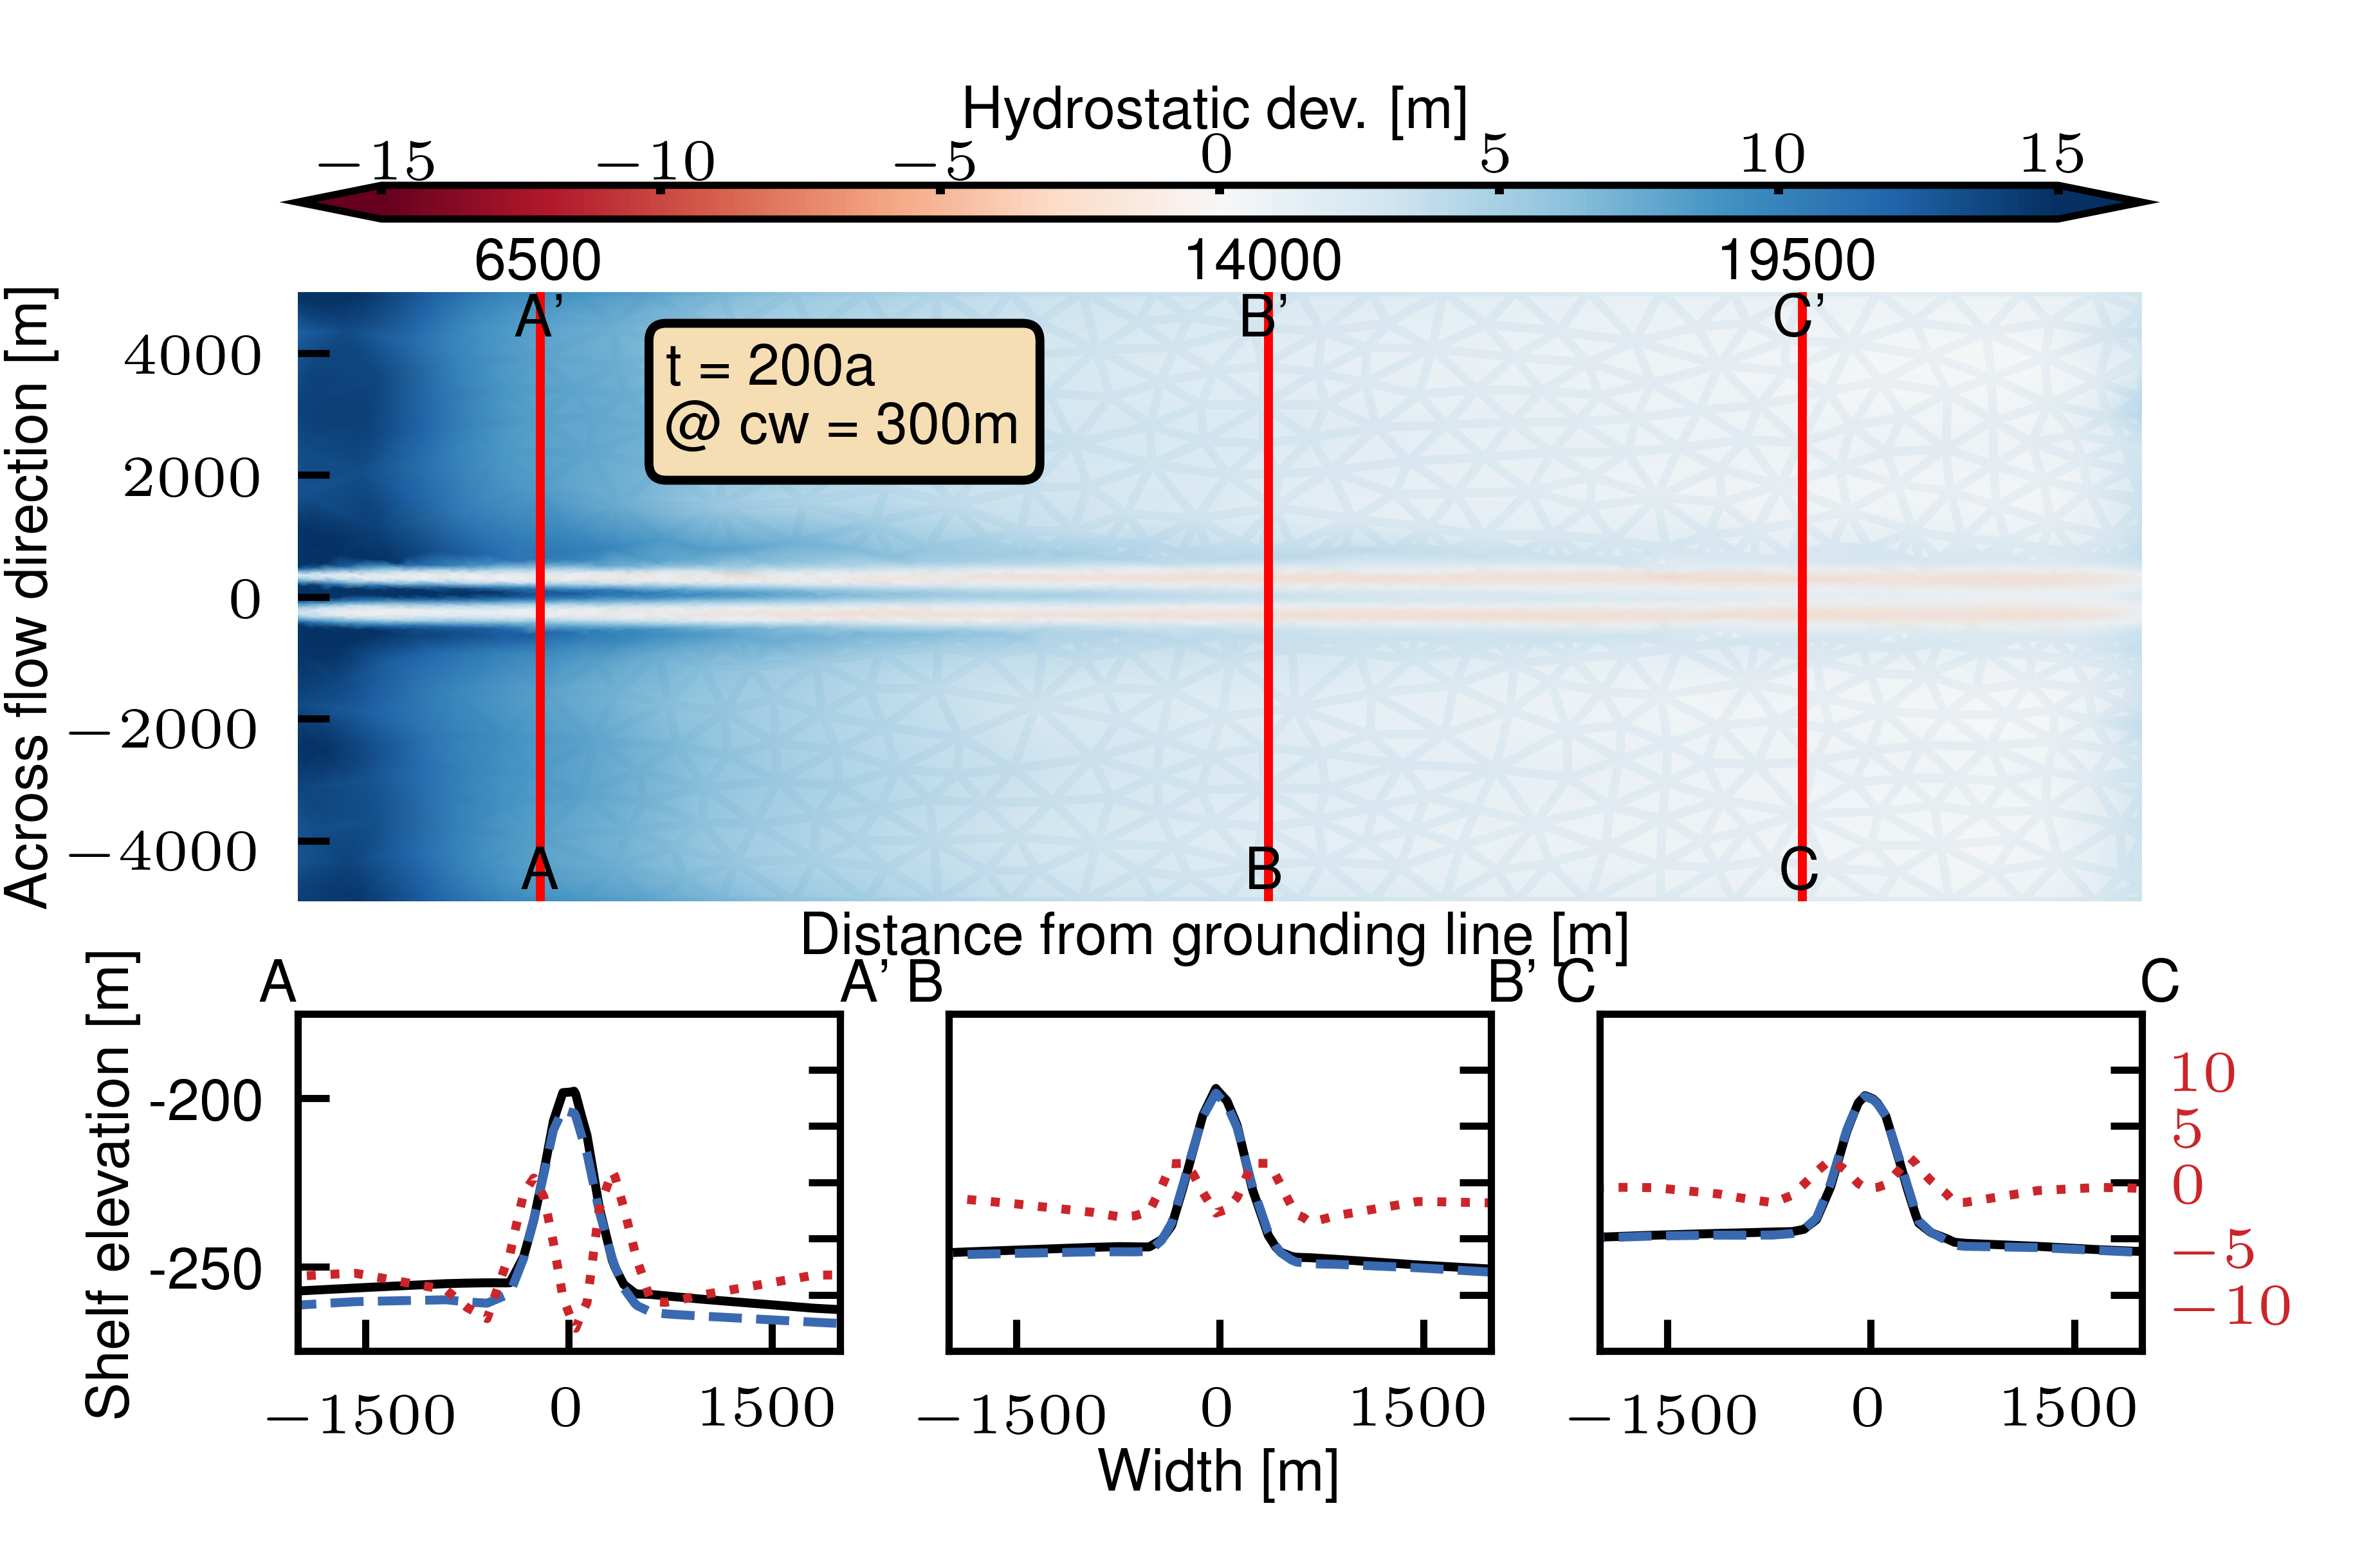 Hydrostatic dev. [m]
−15 −10 −5 0 5 10 15
6500 14000 19500
A’ B’ C’
t = 200a
@ cw = 300m
Across flow direction [m]
4000
2000
0
−2000
−4000
A B C
Distance from grounding line [m]
A A’ B B’ C C
Shelf elevation [m]
-200
-250
10
5
0
−5
−10
−1500 0 1500 −1500 0 1500 −1500 0 1500
Width [m]